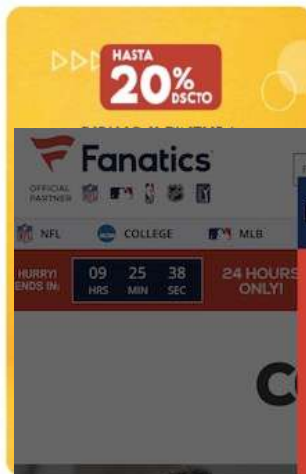 HASTA
20%
DSCTO
Fanatics
OFFICIAL
PARTNER
NFL
COLLEGE
MLB
HURRY!
ENDS IN:
09
HRS
25
MIN
38
SEC
24 HOURS
ONLY!